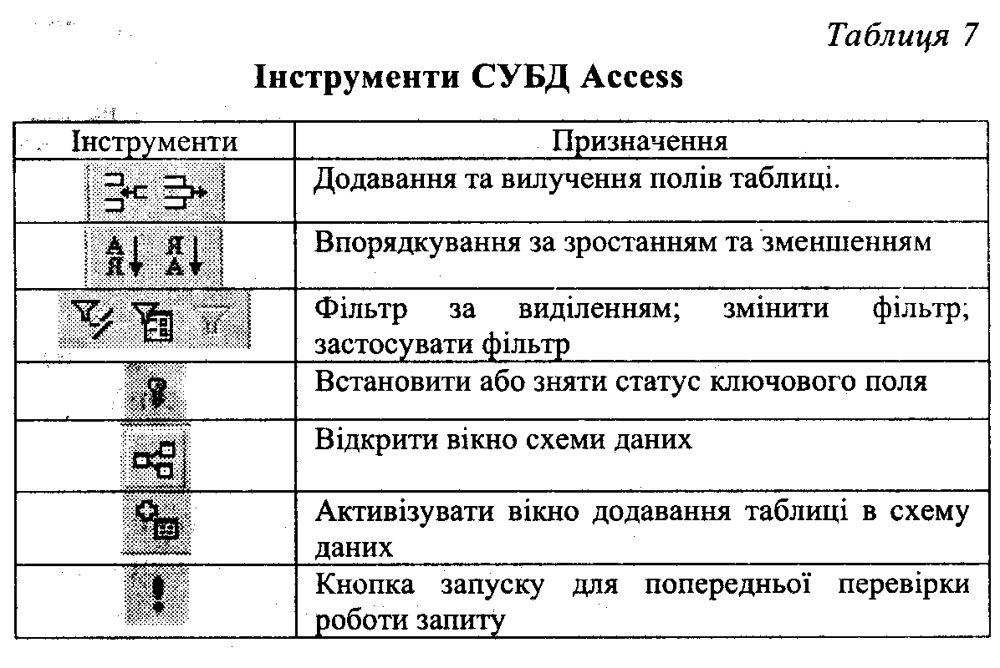 Таблиця 7
Інструменти СУБД Access
Інструменти Призначення
Додавання та вилучення полів таблиці.
А Я Впорядкування за зростанням та зменшенням
Я А
Фільтр за виділенням; змінити фільтр;
застосувати фільтр
Встановити або зняти статус ключового поля
Відкрити вікно схеми даних
Активізувати вікно додавання таблиці в схему
даних
Кнопка запуску для попередньої перевірки
роботи запиту